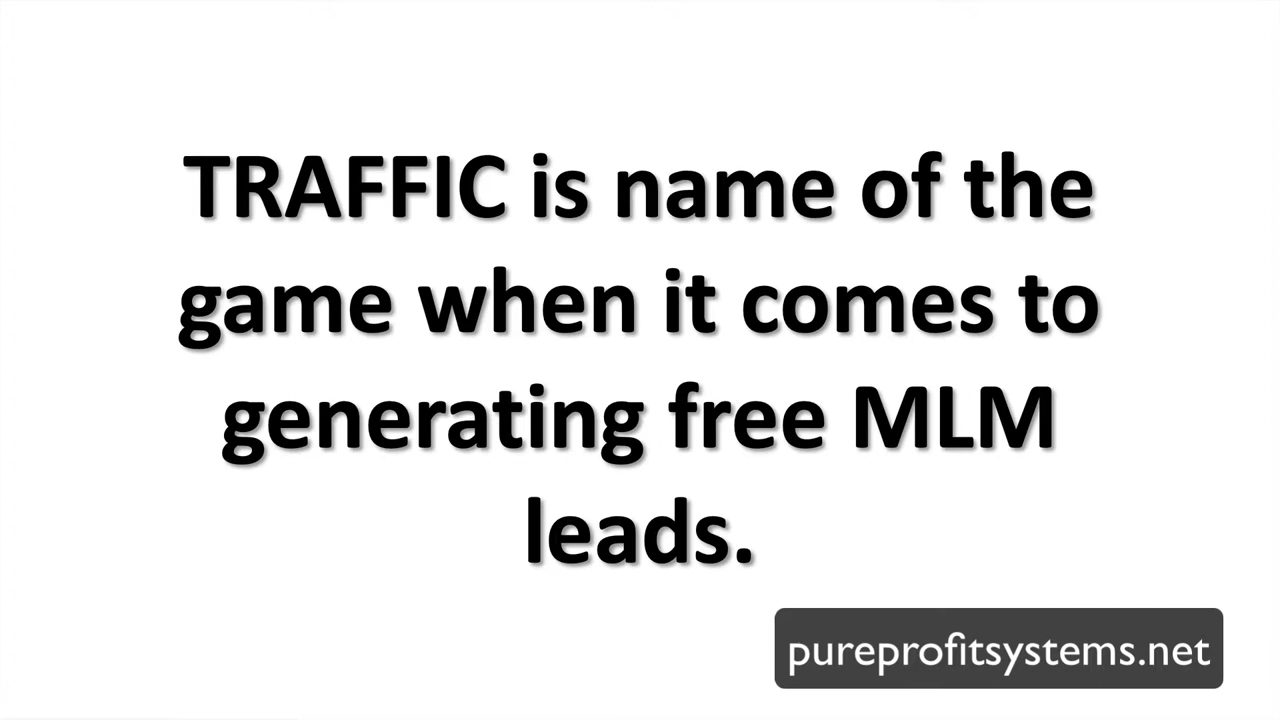 TRAFFIC is name of the
game when it comes to
generating free MLM
leads.
pureprofitsystems.net